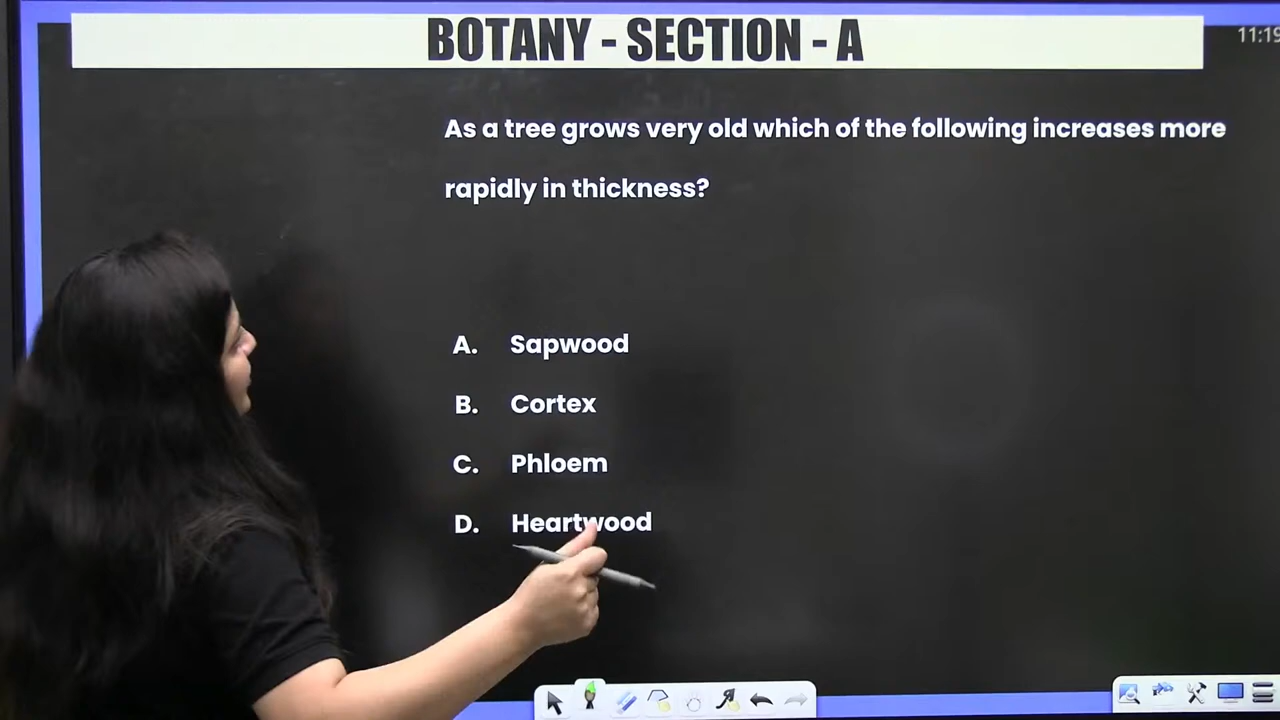 BOTANY - SECTION - A
11:19
As a tree grows very old which of the following increases more
rapidly in thickness?
A. Sapwood
B. Cortex
C. Phloem
D. Heartwood